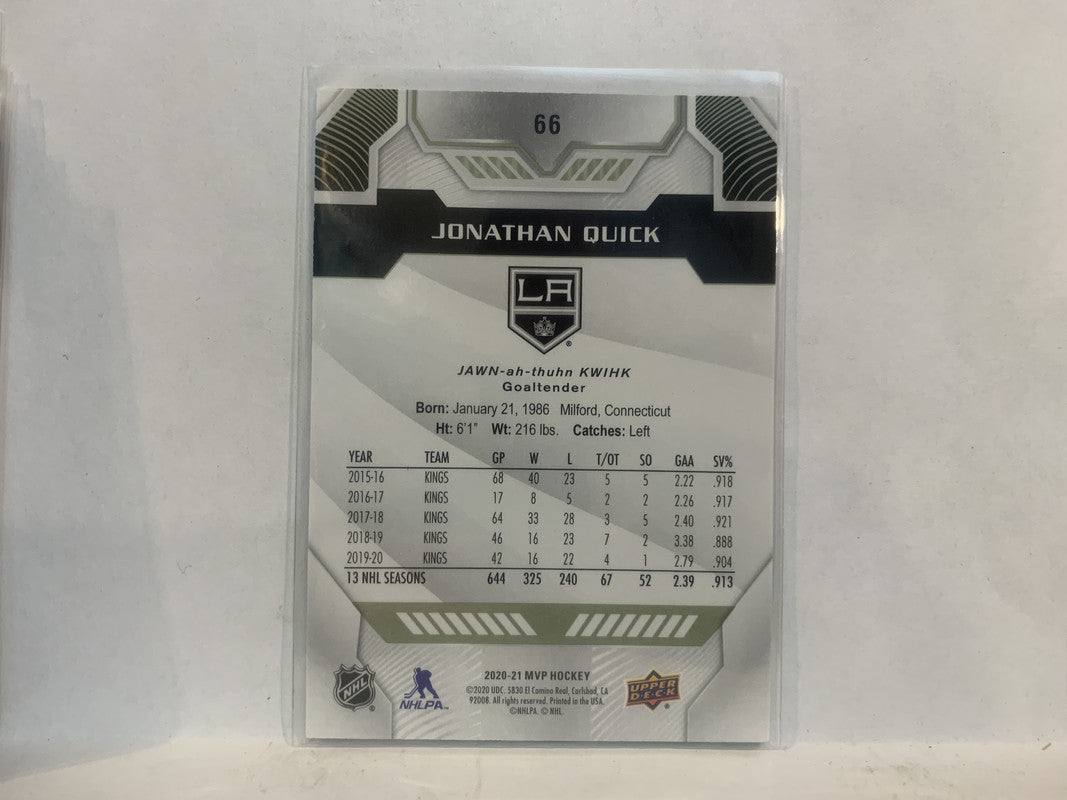 66
JONATHAN QUICK
LA
JAWN-ah-thuhn KWIHK
Goaltender
Born: January 21, 1986 Milford, Connecticut
Ht: 6'1" Wt: 216 lbs. Catches: Left
YEAR TEAM GP W L T/OT SO GAA SV%
2015-16 KINGS 68 40 23 5 5 2.22 .918
2016-17 KINGS 17 8 5 2 2 2.26 .917
2017-18 KINGS 64 33 28 3 5 2.40 .921
2018-19 KINGS 46 16 23 7 2 3.38 .888
2019-20 KINGS 42 16 22 4 1 2.79 .904
13 NHL SEASONS 644 325 240 67 52 2.39 .913
2020-21 MVP HOCKEY
©2020 UDC. 5830 El Camino Real, Carlsbad, CA
92008. All rights reserved. Printed in the USA.
©NHLPA. © NHL.
NHL
NHLPA
UPPER
DECK